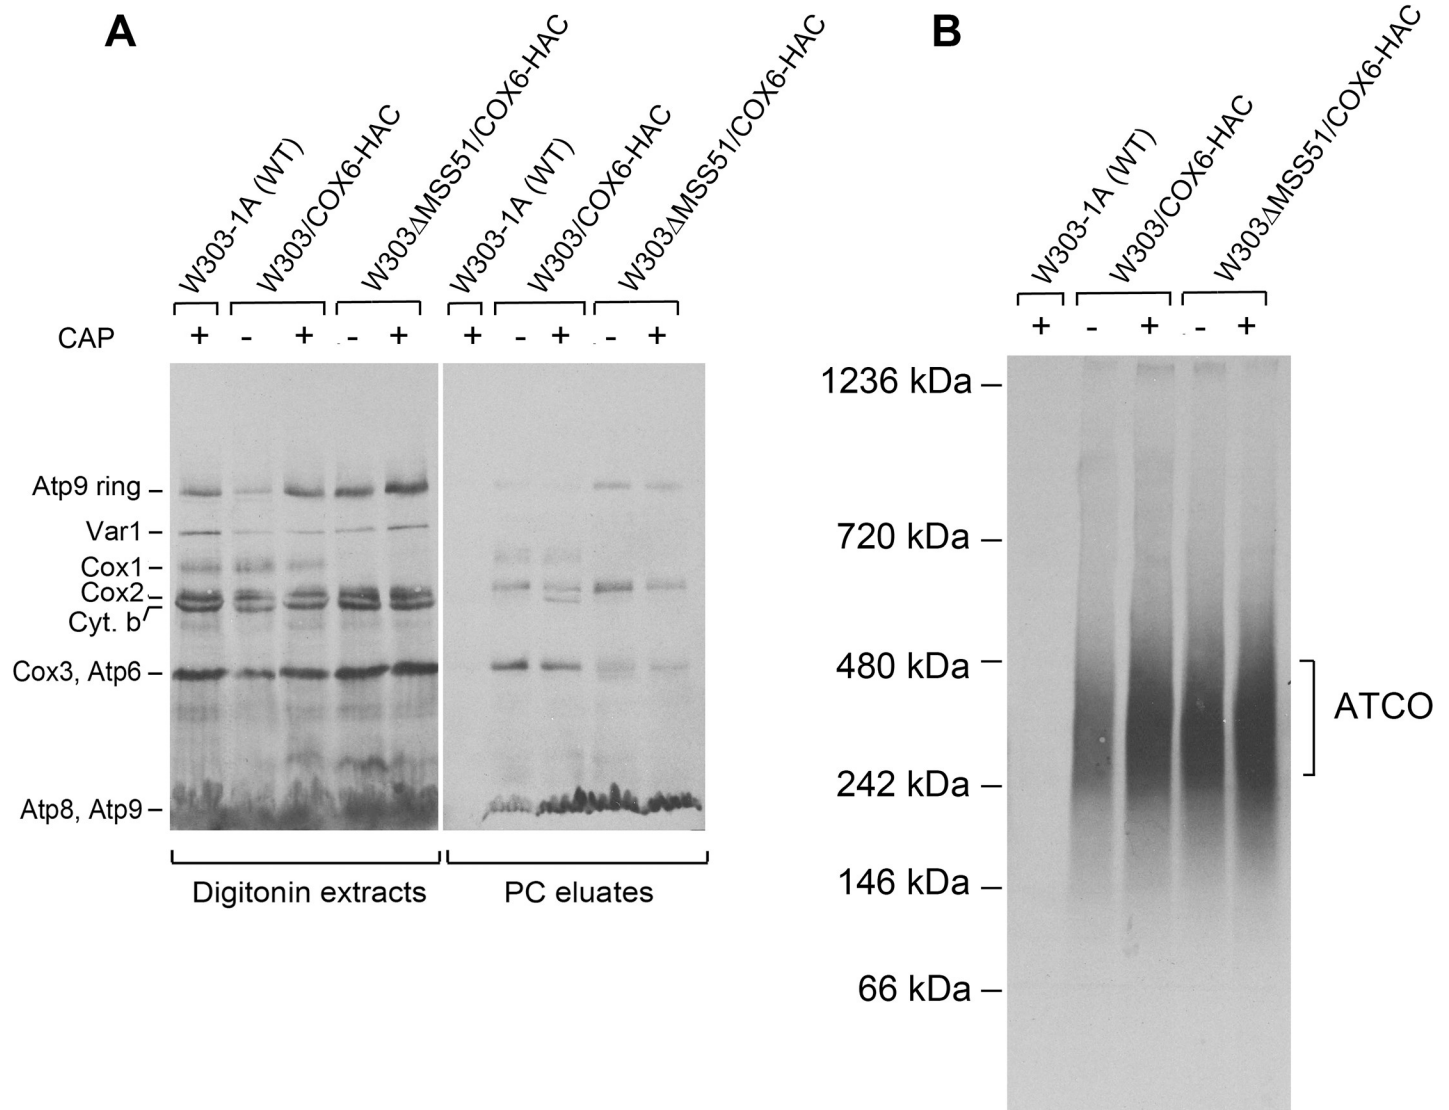 A
W303-1A (WT)
W303/COX6-HAC
W303ΔMSS51/COX6-HAC
W303-1A (WT)
W303/COX6-HAC
W303ΔMSS51/COX6-HAC
CAP + - + - + + - + - +
Atp9 ring
Var1
Cox1
Cox2
Cyt. b
Cox3, Atp6
Atp8, Atp9
Digitonin extracts
PC eluates
B
W303-1A (WT)
W303/COX6-HAC
W303ΔMSS51/COX6-HAC
+ - + - +
1236 kDa
720 kDa
480 kDa
ATCO
242 kDa
146 kDa
66 kDa